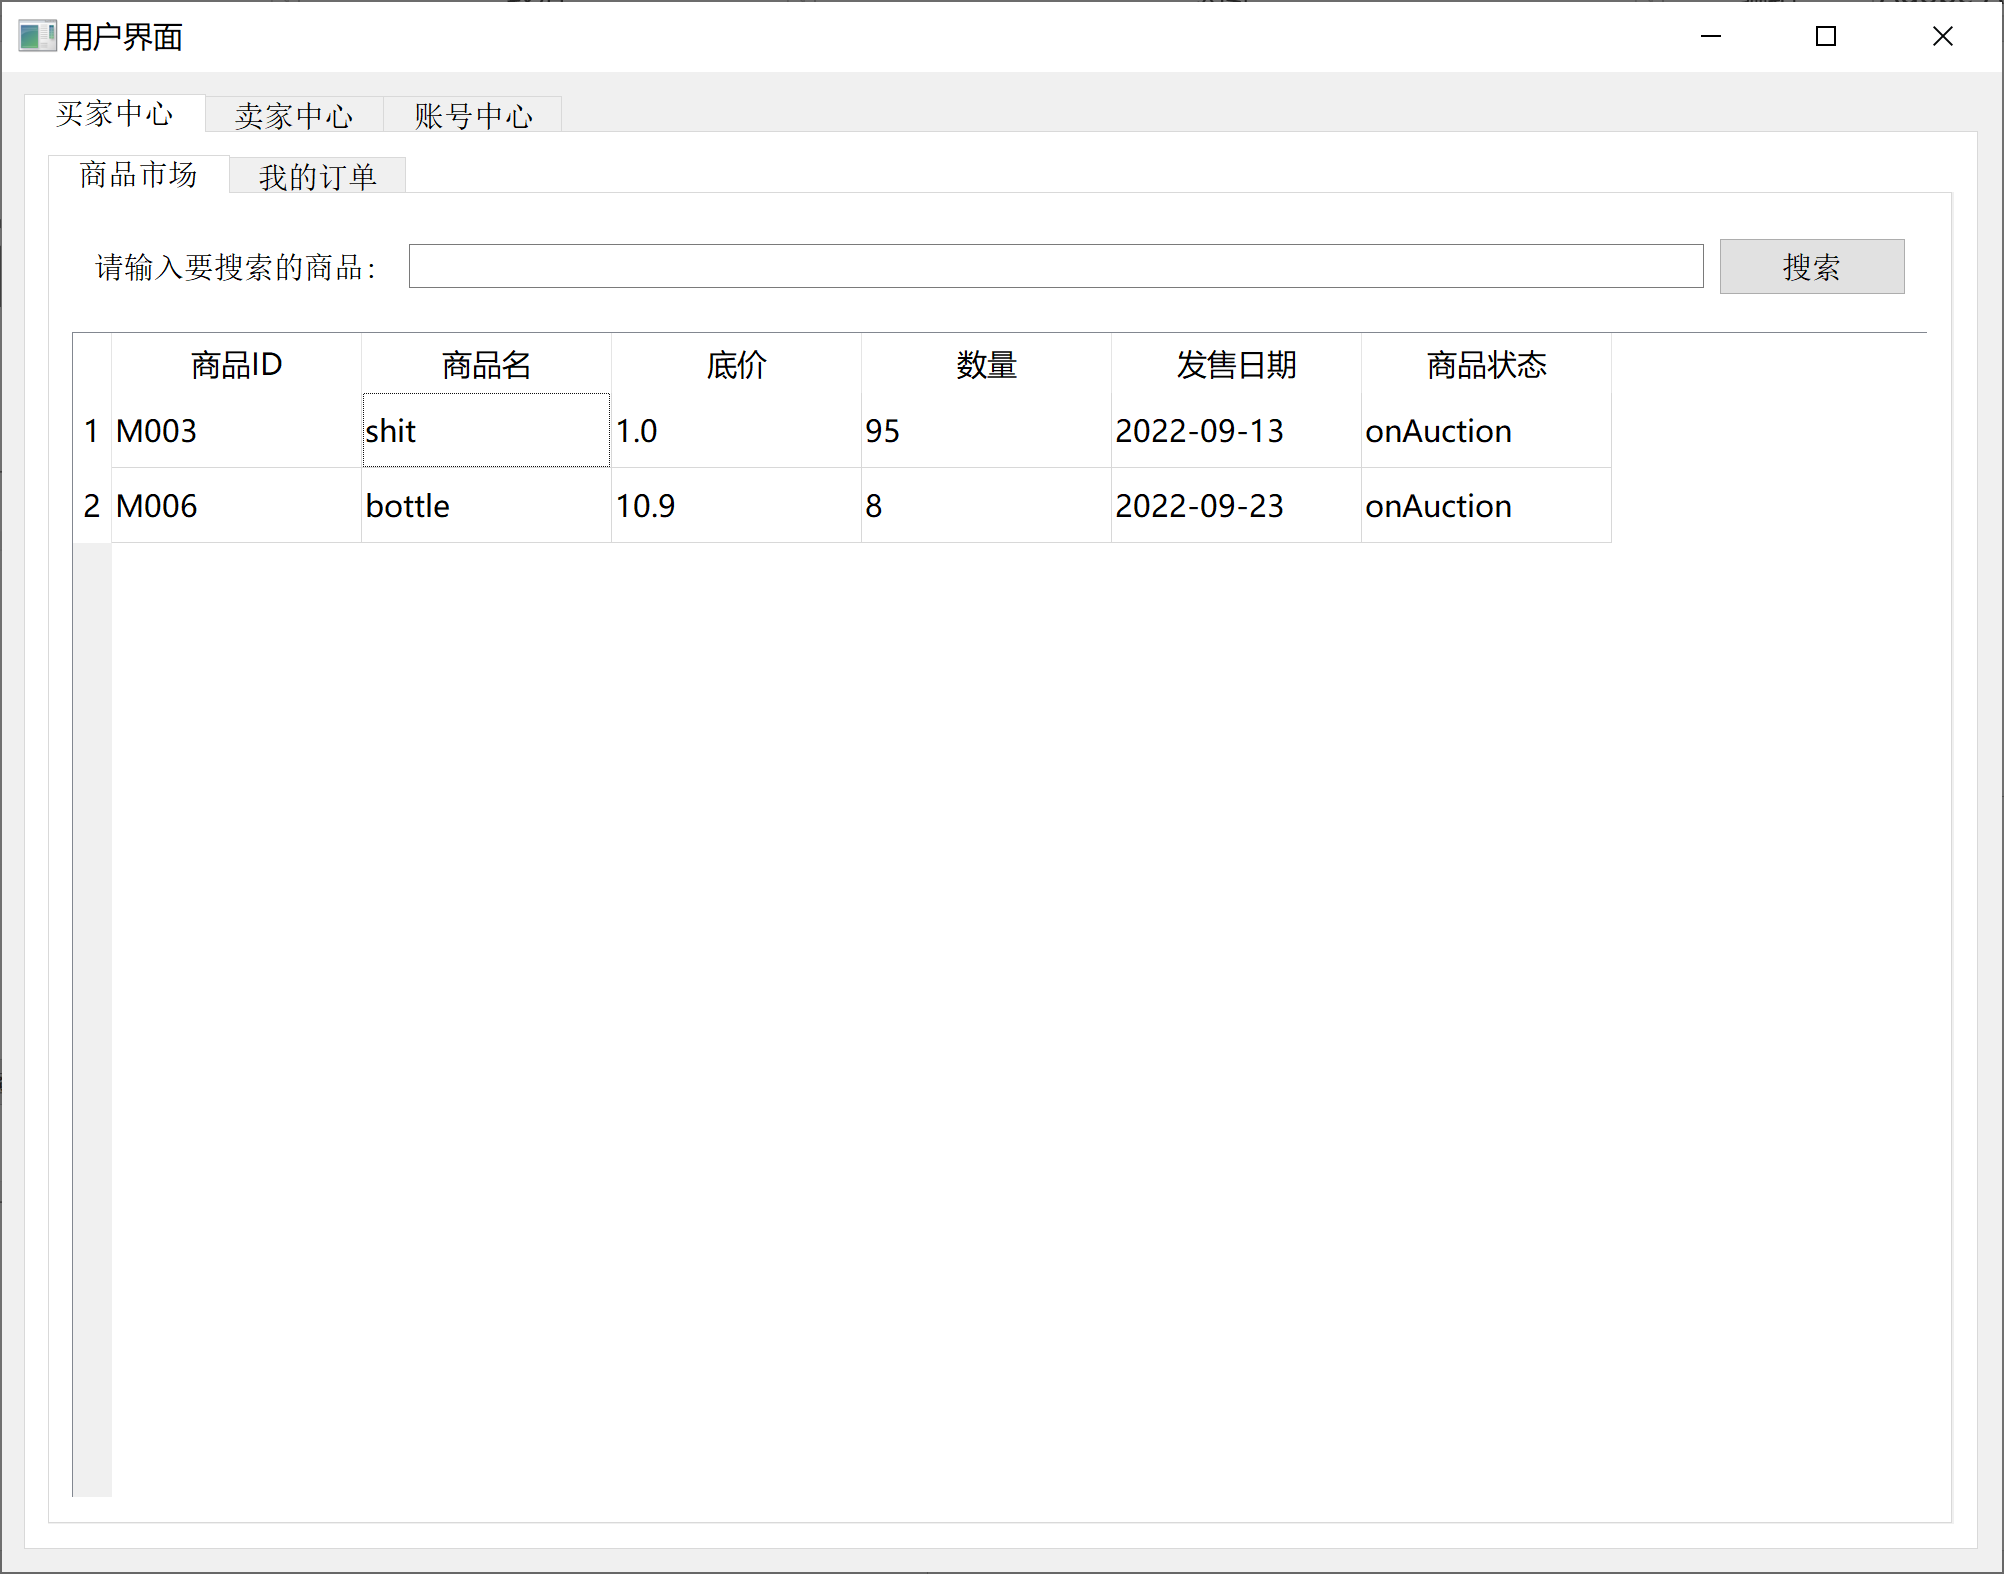 用户界面
买家中心 卖家中心 账号中心
商品市场 我的订单
请输入要搜索的商品： 搜索
商品ID 商品名 底价 数量 发售日期 商品状态
1 M003 shit 1.0 95 2022-09-13 onAuction
2 M006 bottle 10.9 8 2022-09-23 onAuction